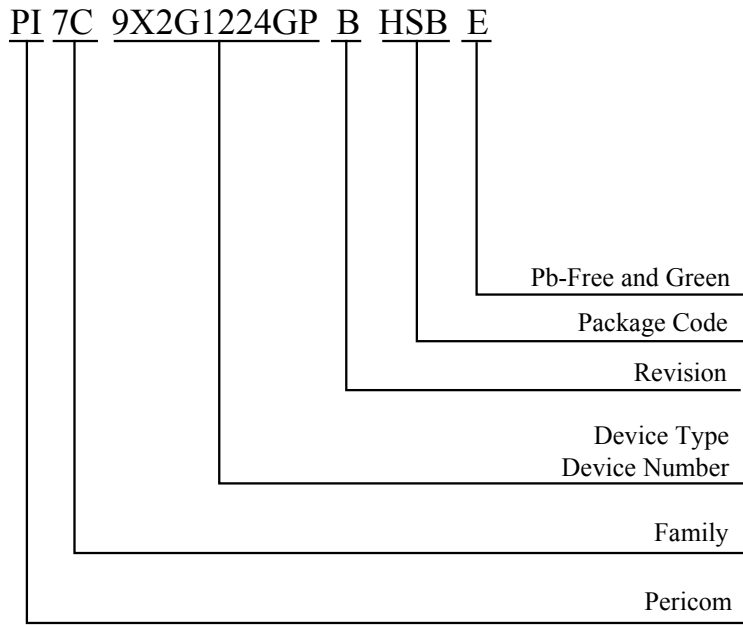 PI 7C 9X2G1224GP B HSB E
Pb-Free and Green
Package Code
Revision
Device Type
Device Number
Family
Pericom